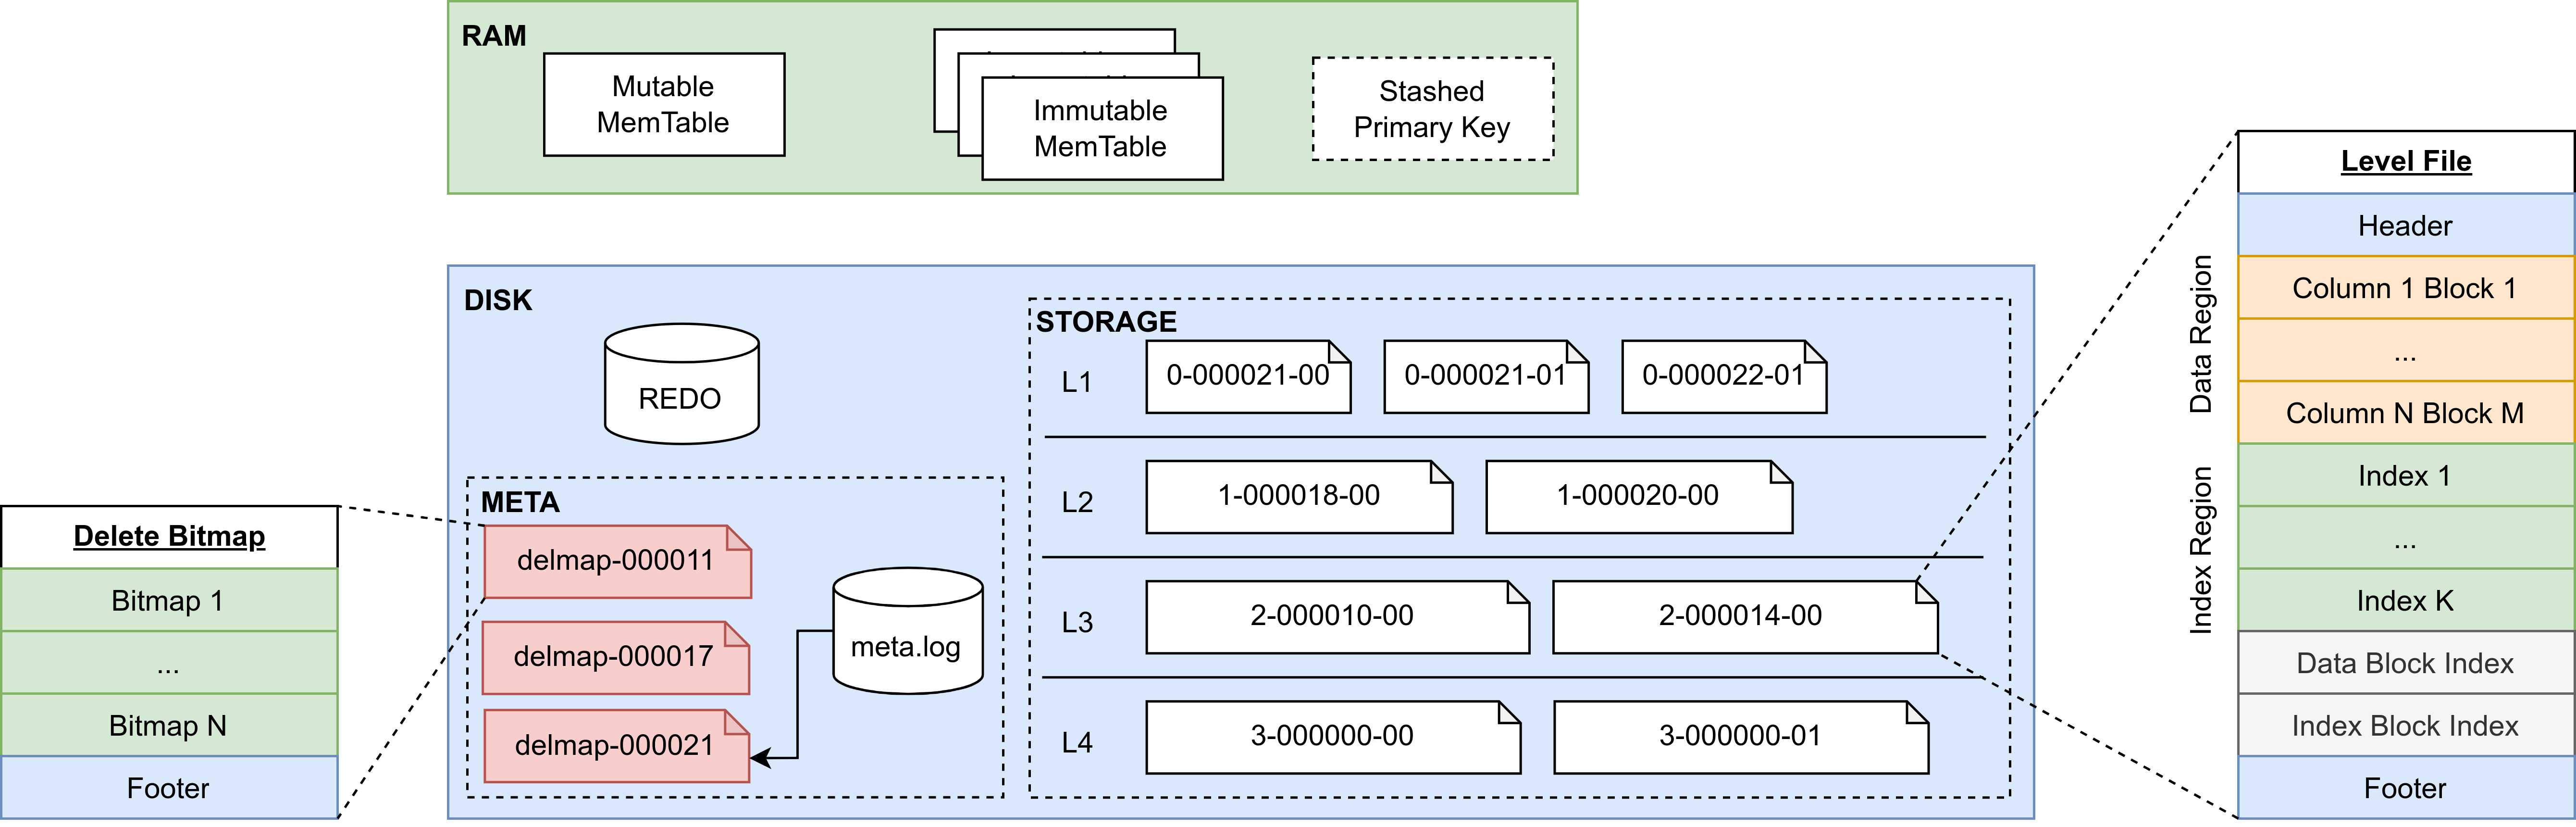 RAM
Mutable
MemTable
Immutable
MemTable
Stashed
Primary Key
DISK
REDO
META
delmap-000011
delmap-000017
delmap-000021
meta.log
STORAGE
L1
0-000021-00
0-000021-01
0-000022-01
L2
1-000018-00
1-000020-00
L3
2-000010-00
2-000014-00
L4
3-000000-00
3-000000-01
Delete Bitmap
Bitmap 1
...
Bitmap N
Footer
Level File
Header
Data Region
Column 1 Block 1
...
Column N Block M
Index Region
Index 1
...
Index K
Data Block Index
Index Block Index
Footer